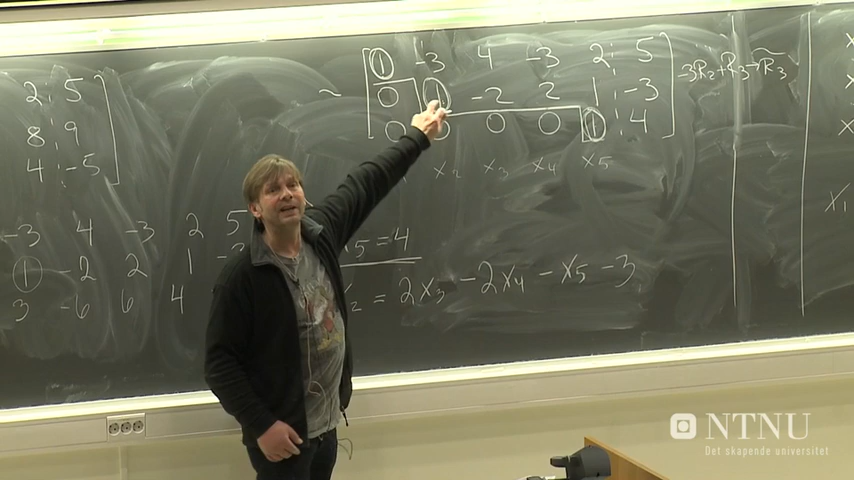 2 ¦ 5
8 ¦ 9
4 ¦ -5
~ 1 -3 4 -3 2 ¦ 5
0 1 -2 2 1 ¦ -3
0 0 0 0 1 ¦ 4
-3R₂+R₃→R̃₃
x₂ x₃ x₄ x₅
-3 4 -3 2 5
1 -2 2 1
3 -6 6 4
x₅ = 4
x₂ = 2x₃ - 2x₄ - x₅ - 3
x₁
NTNU
Det skapende universitet